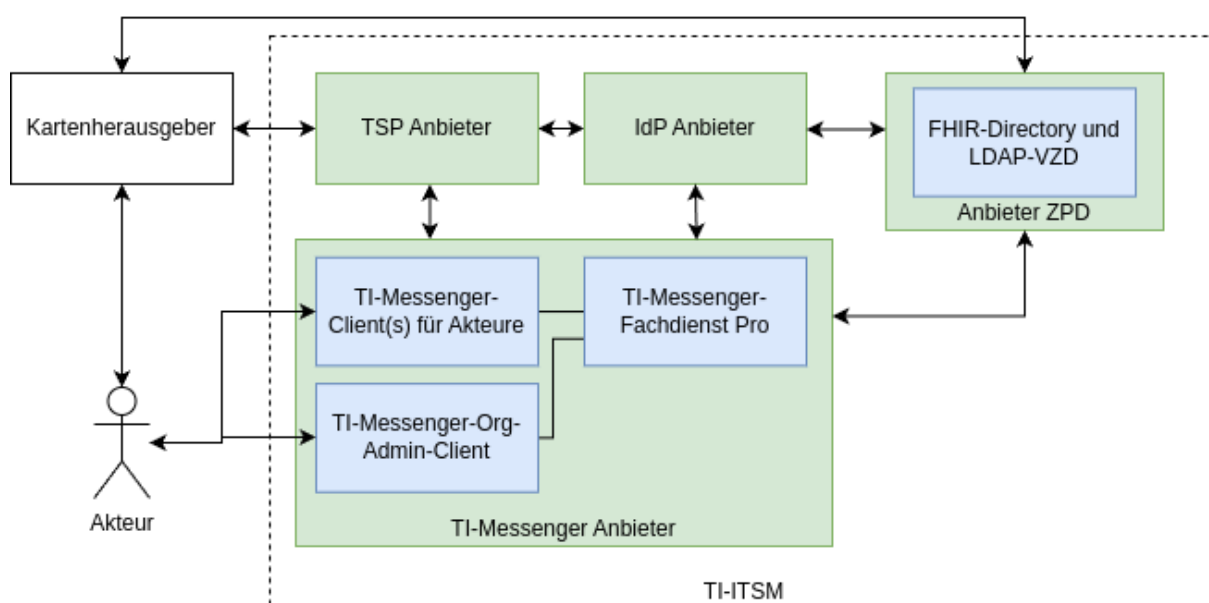 Kartenherausgeber
TSP Anbieter
IdP Anbieter
FHIR-Directory und
LDAP-VZD
Anbieter ZPD
TI-Messenger-
Client(s) für Akteure
TI-Messenger-
Fachdienst Pro
TI-Messenger-Org-
Admin-Client
Akteur
TI-Messenger Anbieter
TI-ITSM